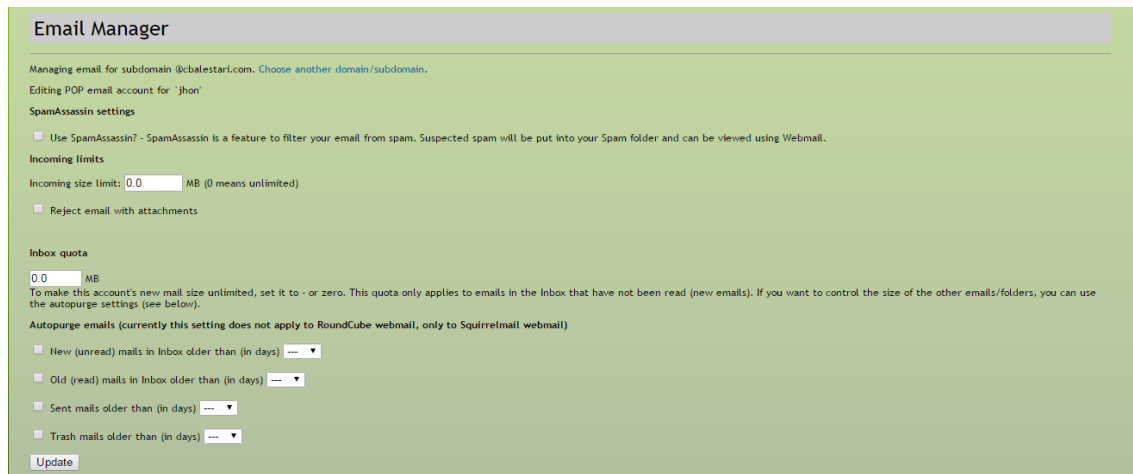 Email Manager
Managing email for subdomain @cbalestari.com. Choose another domain/subdomain.
Editing POP email account for `jhon'
SpamAssassin settings
Use SpamAssassin? - SpamAssassin is a feature to filter your email from spam. Suspected spam will be put into your Spam folder and can be viewed using Webmail.
Incoming limits
Incoming size limit: 0.0 MB (0 means unlimited)
Reject email with attachments
Inbox quota
0.0 MB
To make this account's new mail size unlimited, set it to - or zero. This quota only applies to emails in the Inbox that have not been read (new emails). If you want to control the size of the other emails/folders, you can use
the autopurge settings (see below).
Autopurge emails (currently this setting does not apply to RoundCube webmail, only to Squirrelmail webmail)
New (unread) mails in Inbox older than (in days) ---
Old (read) mails in Inbox older than (in days) ---
Sent mails older than (in days) ---
Trash mails older than (in days) ---
Update